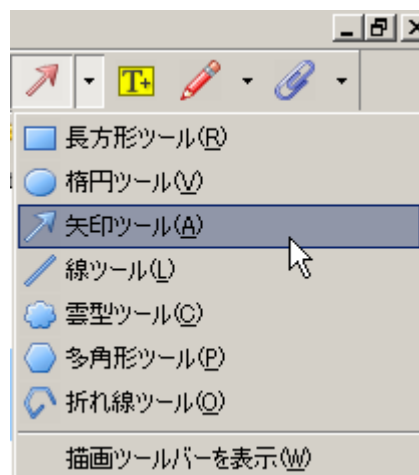 T+
長方形ツール(R)
楕円ツール(V)
矢印ツール(A)
線ツール(L)
雲型ツール(C)
多角形ツール(P)
折れ線ツール(O)
描画ツールバーを表示(W)